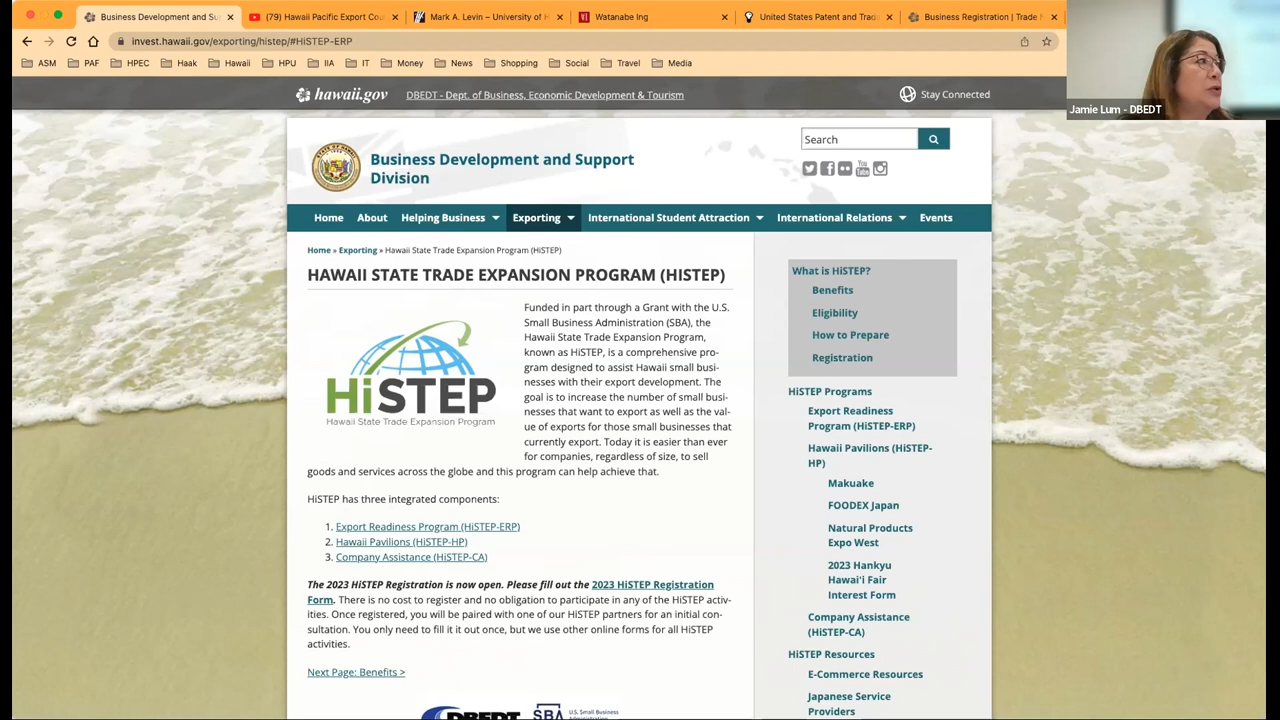 Business Development and Su
(79) Hawaii Pacific Export Cou
Mark A. Levin – University of H
Watanabe Ing
United States Patent and Trad
Business Registration | Trade N
invest.hawaii.gov/exporting/histep/#HiSTEP-ERP
ASM
PAF
HPEC
Haak
Hawaii
HPU
IIA
IT
Money
News
Shopping
Social
Travel
Media
Jamie Lum - DBEDT
hawaii.gov
DBEDT - Dept. of Business, Economic Development & Tourism
Stay Connected
Business Development and Support
Division
Search
You
Tube
Home
About
Helping Business
Exporting
International Student Attraction
International Relations
Events
Home » Exporting » Hawaii State Trade Expansion Program (HiSTEP)
HAWAII STATE TRADE EXPANSION PROGRAM (HISTEP)
HiSTEP
Hawaii State Trade Expansion Program
Funded in part through a Grant with the U.S.
Small Business Administration (SBA), the
Hawaii State Trade Expansion Program,
known as HiSTEP, is a comprehensive pro-
gram designed to assist Hawaii small busi-
nesses with their export development. The
goal is to increase the number of small busi-
nesses that want to export as well as the val-
ue of exports for those small businesses that
currently export. Today it is easier than ever
for companies, regardless of size, to sell
goods and services across the globe and this program can help achieve that.
HiSTEP has three integrated components:
1. Export Readiness Program (HiSTEP-ERP)
2. Hawaii Pavilions (HiSTEP-HP)
3. Company Assistance (HiSTEP-CA)
The 2023 HiSTEP Registration is now open. Please fill out the 2023 HiSTEP Registration
Form. There is no cost to register and no obligation to participate in any of the HiSTEP activ-
ities. Once registered, you will be paired with one of our HiSTEP partners for an initial con-
sultation. You only need to fill it it out once, but we use other online forms for all HiSTEP
activities.
Next Page: Benefits >
DBEDT
SBA
U.S. Small Business
Administration
What is HiSTEP?
Benefits
Eligibility
How to Prepare
Registration
HiSTEP Programs
Export Readiness
Program (HiSTEP-ERP)
Hawaii Pavilions (HiSTEP-
HP)
Makuake
FOODEX Japan
Natural Products
Expo West
2023 Hankyu
Hawai'i Fair
Interest Form
Company Assistance
(HiSTEP-CA)
HiSTEP Resources
E-Commerce Resources
Japanese Service
Providers